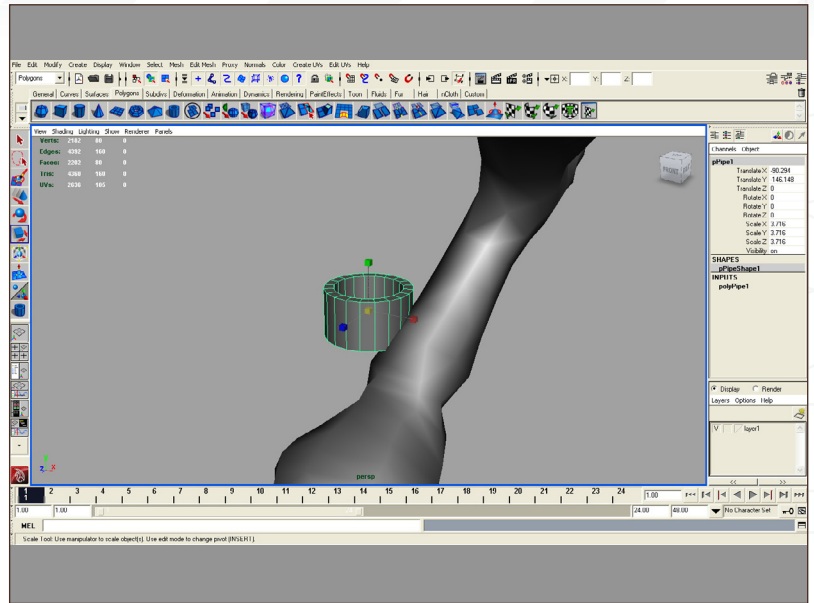 File Edit Modify Create Display Window Select Mesh Edit Mesh Proxy Normals Color Create UVs Edit UVs Help
Polygons X: Y: Z:
General Curves Surfaces Polygons Subdivs Deformation Animation Dynamics Rendering PaintEffects Toon Fluids Fur Hair nCloth Custom
View Shading Lighting Show Renderer Panels
Verts: 2182 80 0
Edges: 4392 160 0
Faces: 2202 80 0
Tris: 4360 160 0
UVs: 2830 105 0
FRONT
Channels Object
pPipe1
Translate X -90.294
Translate Y 146.148
Translate Z 0
Rotate X 0
Rotate Y 0
Rotate Z 0
Scale X 3.716
Scale Y 3.716
Scale Z 3.716
Visibility on
SHAPES
pPipeShape1
INPUTS
polyPipe1
Display Render
Layers Options Help
V layer1
Z X
persp
1 2 3 4 5 6 7 8 9 10 11 12 13 14 15 16 17 18 19 20 21 22 23 24 1.00
1
1.00 1.00 24 24.00 48.00 No Character Set
MEL
Scale Tool: Use manipulator to scale object(s). Use edit mode to change pivot (INSERT).